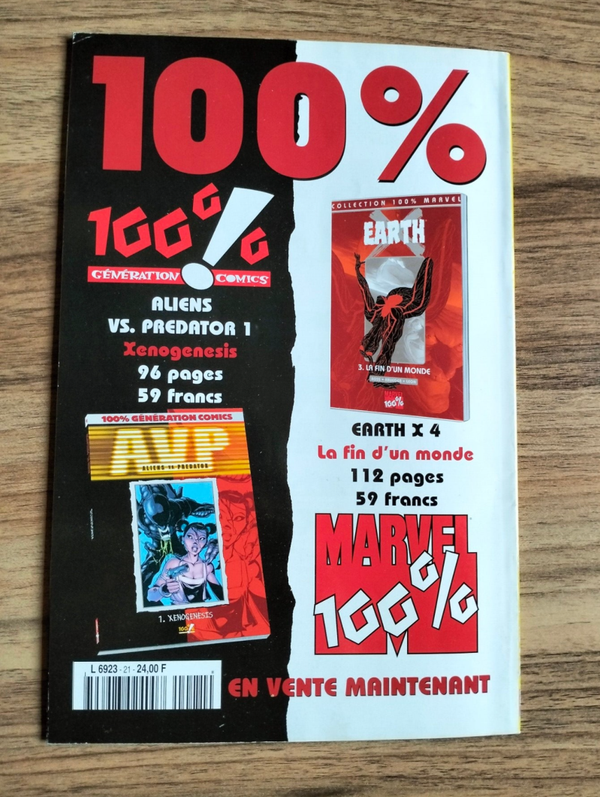 100%
100%
GÉNÉRATION COMICS
ALIENS
VS. PREDATOR 1
Xenogenesis
96 pages
59 francs
100% GÉNÉRATION COMICS
AVP
ALIENS VS. PREDATOR
1. XENOGENESIS
100%
L 6923 - 21 - 24,00 F
COLLECTION 100% MARVEL
EARTH
X
3. LA FIN D'UN MONDE
100%
EARTH X 4
La fin d'un monde
112 pages
59 francs
MARVEL
100%
EN VENTE MAINTENANT